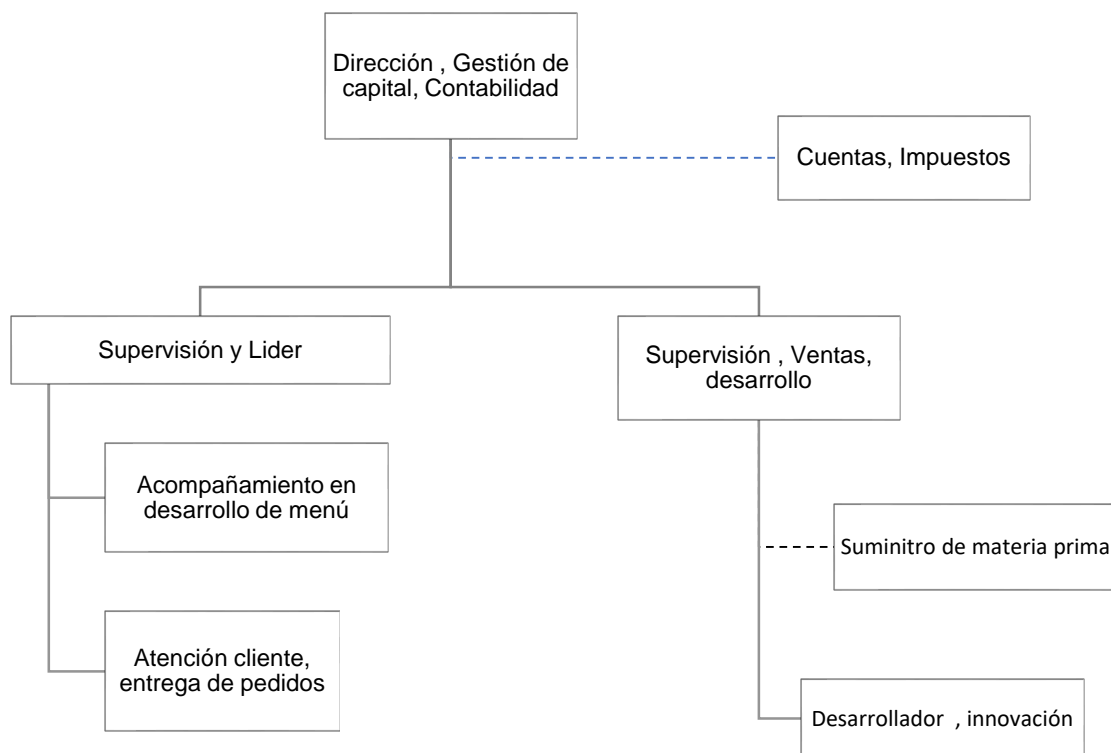 Dirección , Gestión de
capital, Contabilidad
Cuentas, Impuestos
Supervisión y Lider
Supervisión , Ventas,
desarrollo
Acompañamiento en
desarrollo de menú
Suminitro de materia prima
Atención cliente,
entrega de pedidos
Desarrollador , innovación